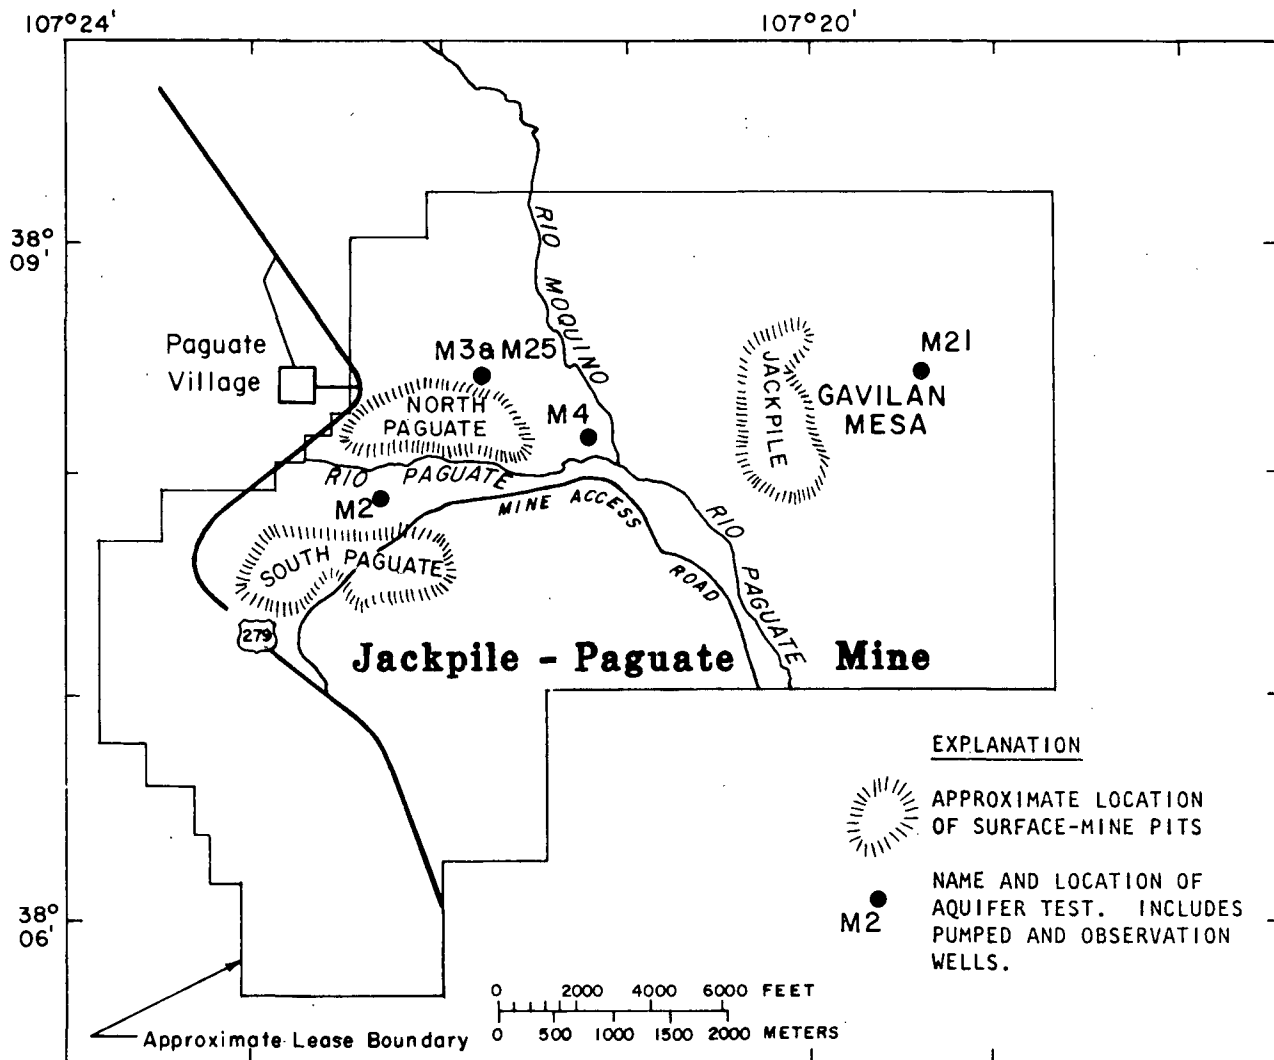 107°24'
107°20'
38°
09'
RIO MOQUINO
Paguate
Village
M3 & M25
M21
JACKPILE
NORTH
PAGUATE
GAVILAN
MESA
M4
RIO PAGUATE
M2
MINE ACCESS ROAD
RIO PAGUATE
SOUTH PAGUATE
279
Jackpile - Paguate Mine
EXPLANATION
APPROXIMATE LOCATION
OF SURFACE-MINE PITS
NAME AND LOCATION OF
AQUIFER TEST. INCLUDES
PUMPED AND OBSERVATION
WELLS.
M2
38°
06'
0 2000 4000 6000 FEET
0 500 1000 1500 2000 METERS
Approximate Lease Boundary